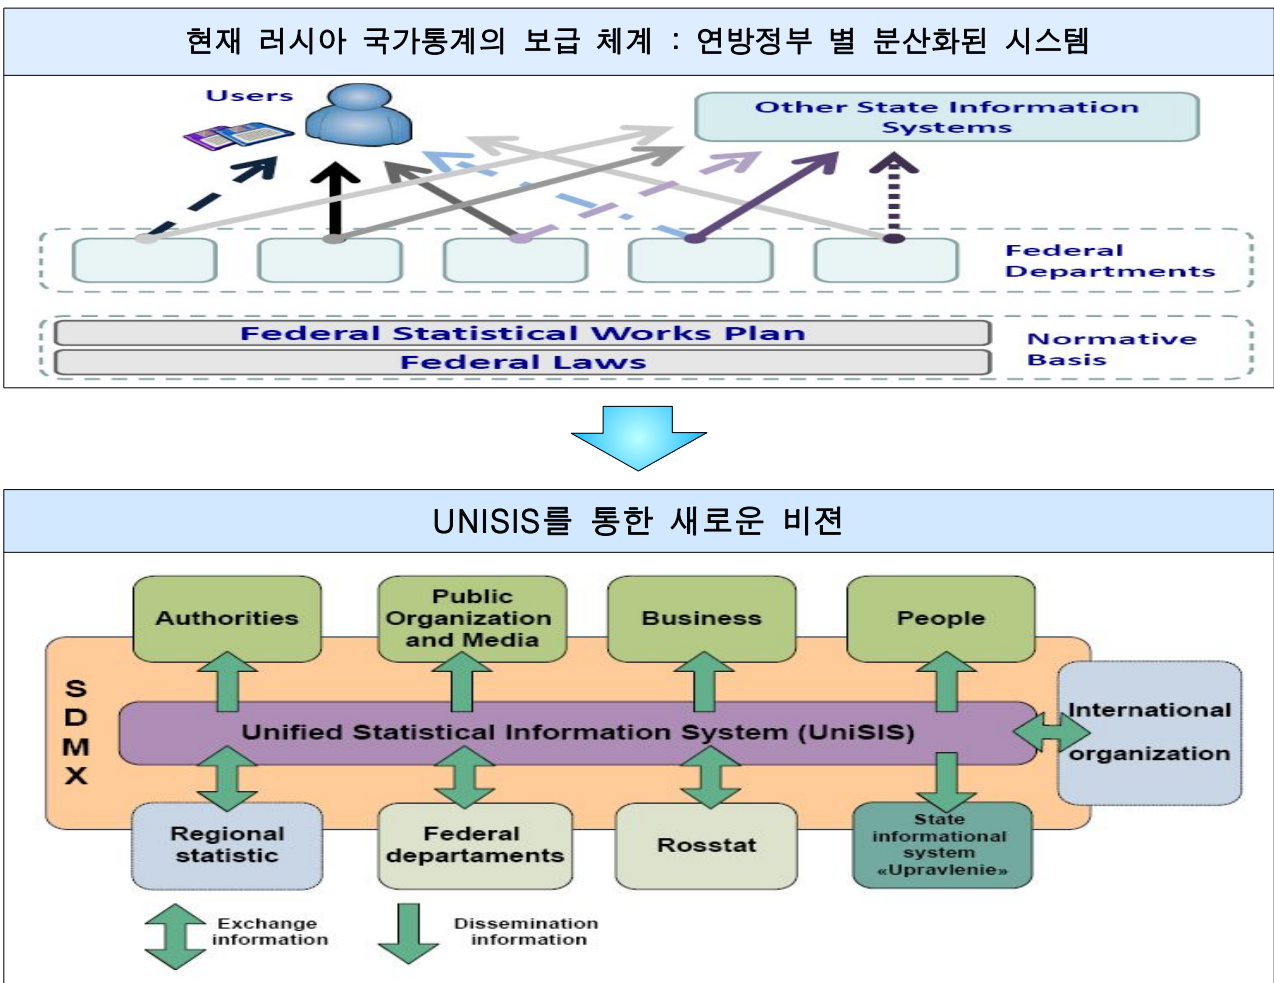 현재 러시아 국가통계의 보급 체계 : 연방정부 별 분산화된 시스템
Users
Other State Information
Systems
Federal
Departments
Federal Statistical Works Plan
Federal Laws
Normative
Basis
UNISIS를 통한 새로운 비젼
Authorities
Public
Organization
and Media
Business
People
SDMX
Unified Statistical Information System (UniSIS)
International
organization
Regional
statistic
Federal
departaments
Rosstat
State
informational
system
«Upravlenie»
Exchange
information
Dissemination
information